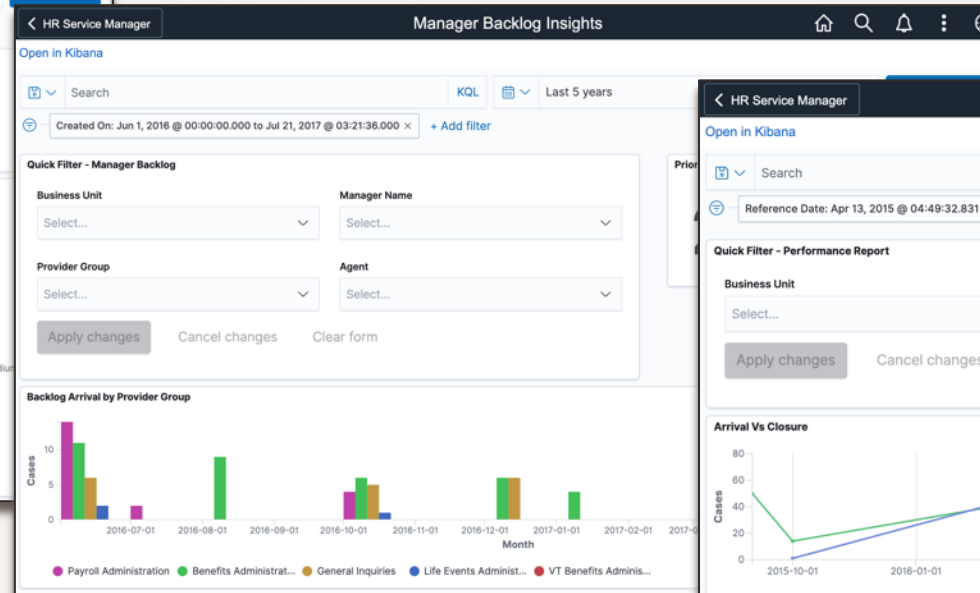 HR Service Manager
Manager Backlog Insights
Open in Kibana
Search
KQL
Last 5 years
Created On: Jun 1, 2016 @ 00:00:00.000 to Jul 21, 2017 @ 03:21:36.000 ×
+ Add filter
Quick Filter - Manager Backlog
Business Unit
Manager Name
Select...
Select...
Provider Group
Agent
Select...
Select...
Apply changes
Cancel changes
Clear form
Backlog Arrival by Provider Group
10
5
0
Cases
2016-07-01
2016-08-01
2016-09-01
2016-10-01
2016-11-01
2016-12-01
2017-01-01
2017-02-01
2017-0
Month
Payroll Administration
Benefits Administrat...
General Inquiries
Life Events Administ...
VT Benefits Adminis...
Prior
HR Service Manager
Open in Kibana
Search
Reference Date: Apr 13, 2015 @ 04:49:32.831
Quick Filter - Performance Report
Business Unit
Select...
Apply changes
Cancel changes
Arrival Vs Closure
80
60
40
20
0
Cases
2015-10-01
2016-01-01